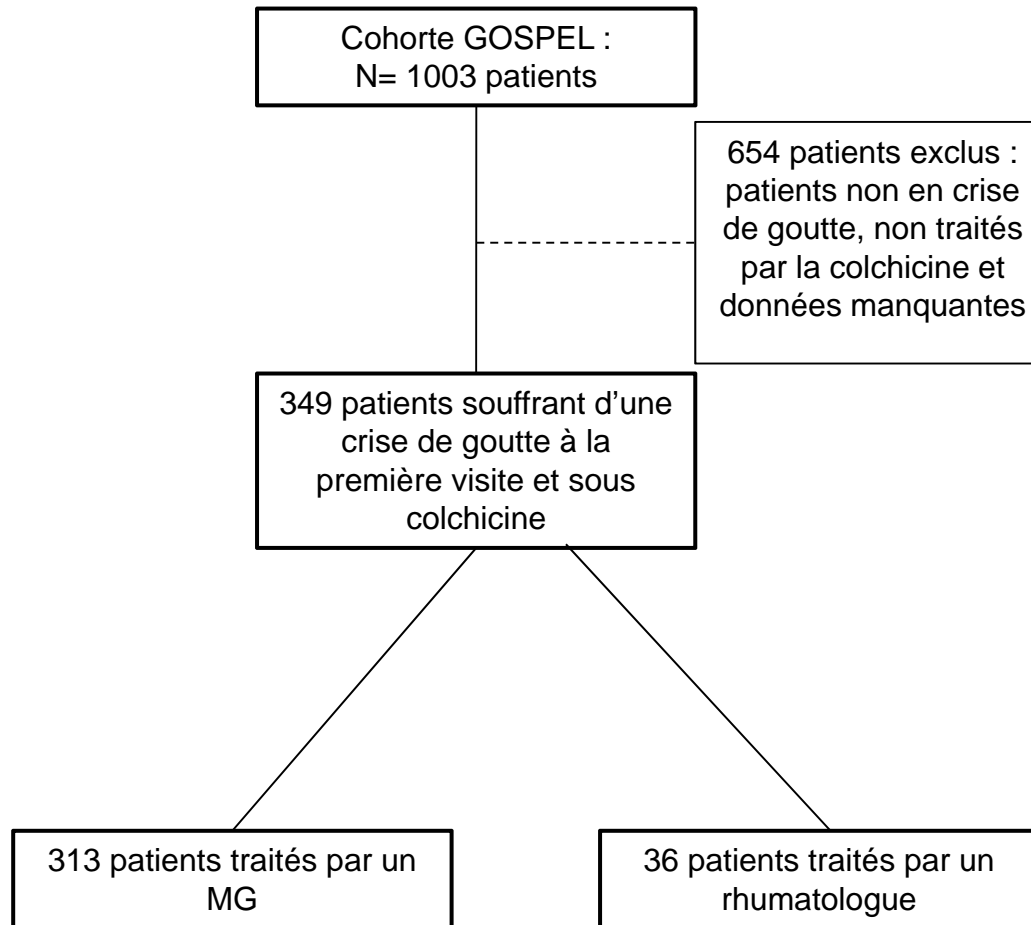 Cohorte GOSPEL :
N= 1003 patients
654 patients exclus :
patients non en crise
de goutte, non traités
par la colchicine et
données manquantes
349 patients souffrant d'une
crise de goutte à la
première visite et sous
colchicine
313 patients traités par un
MG
36 patients traités par un
rhumatologue